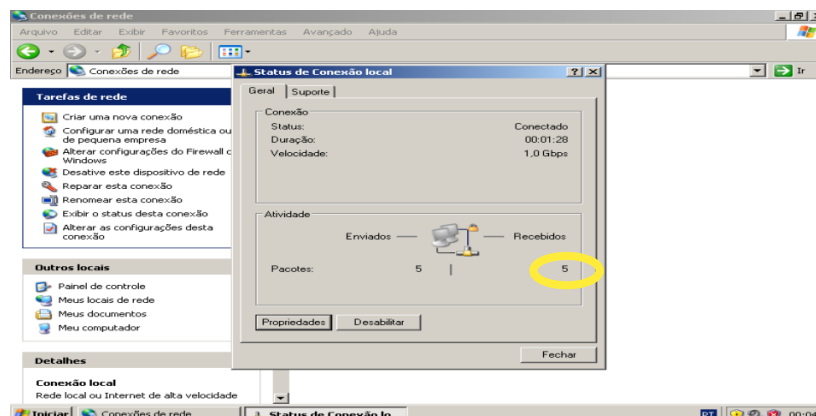 Conexões de rede
Arquivo Editar Exibir Favoritos Ferramentas Avançado Ajuda
Endereço Conexões de rede Ir
Tarefas de rede
Criar uma nova conexão
Configurar uma rede doméstica ou
de pequena empresa
Alterar configurações do Firewall
Windows
Desative este dispositivo de rede
Reparar esta conexão
Renomear esta conexão
Exibir o status desta conexão
Alterar as configurações desta
conexão
Outros locais
Painel de controle
Meus locais de rede
Meus documentos
Meu computador
Detalhes
Conexão local
Rede local ou Internet de alta velocidade
Status de Conexão local
Geral Suporte
Conexão
Status: Conectado
Duração: 00:01:28
Velocidade: 1,0 Gbps
Atividade
Enviados Recebidos
Pacotes: 5 5
Propriedades Desabilitar
Fechar
Iniciar Conexões de rede Status de Conexão lo... PT 00:04